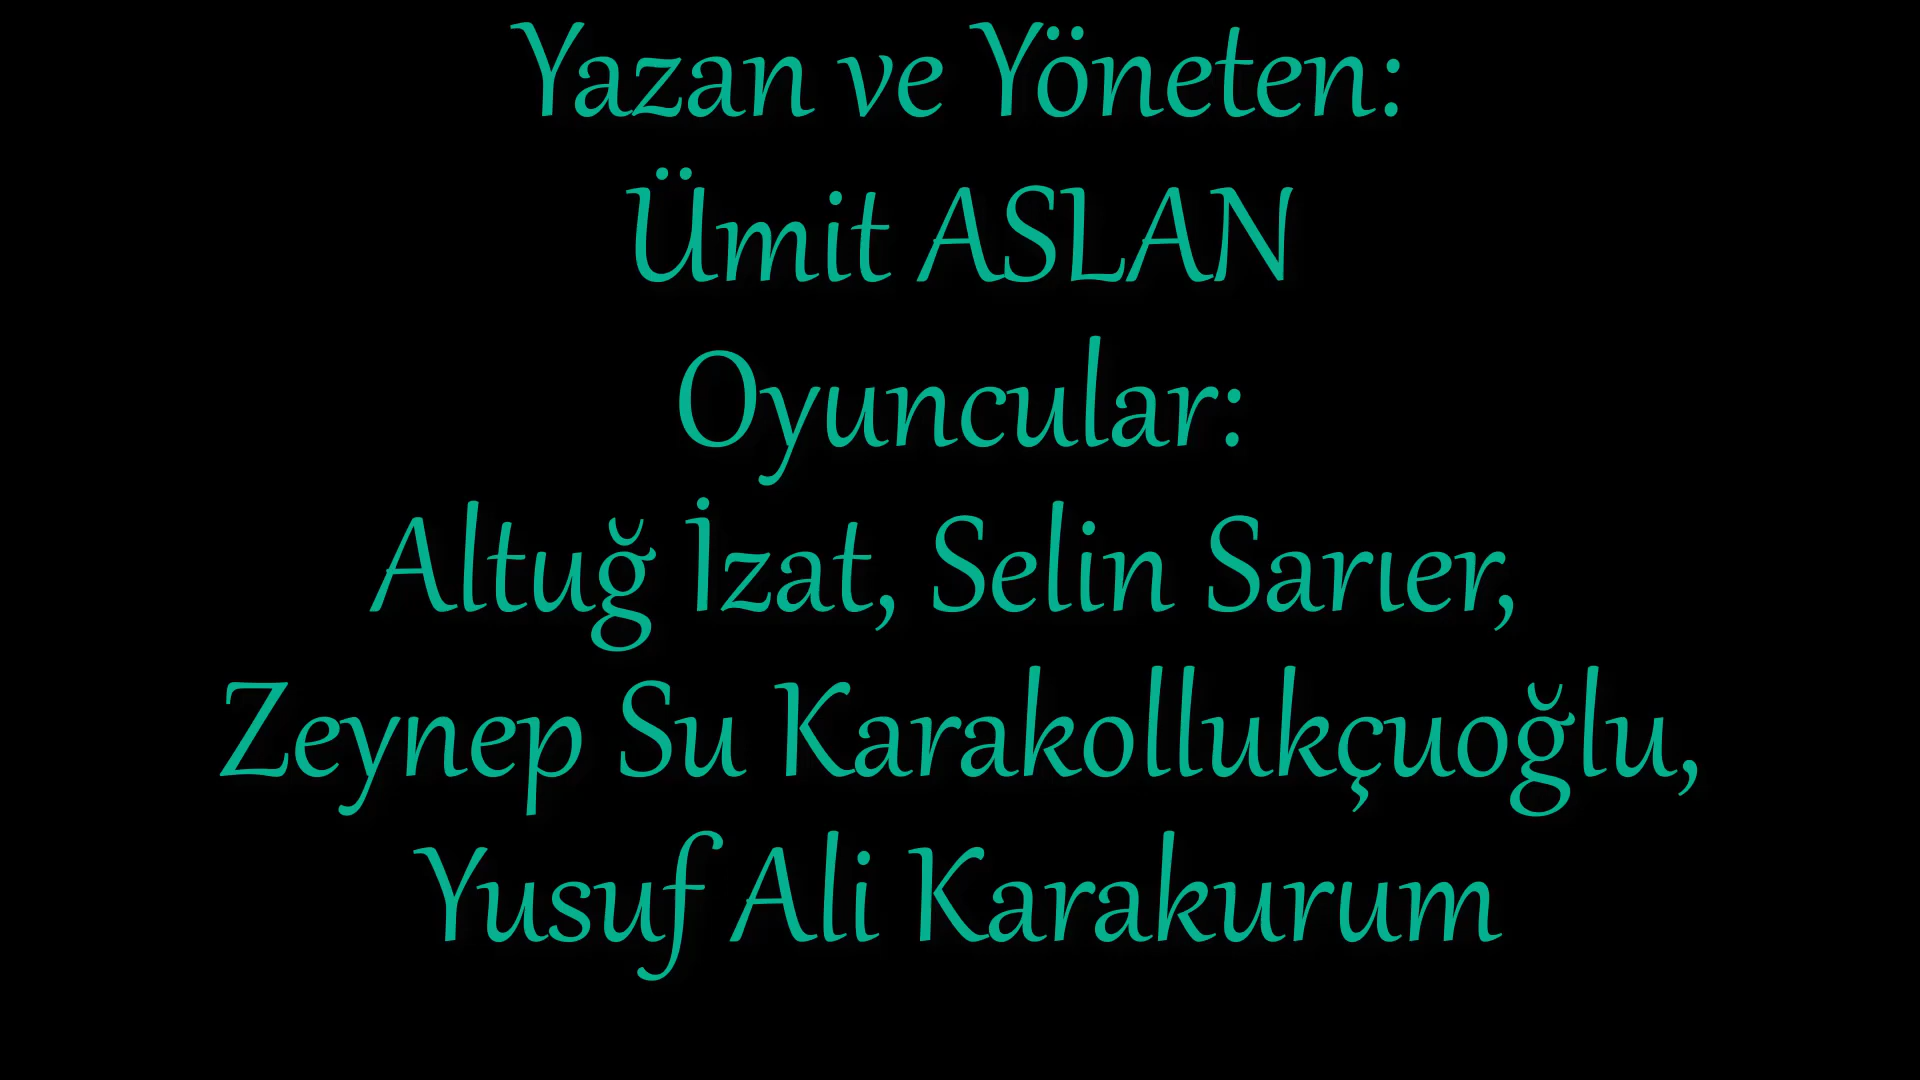 Yazan ve Yöneten:
Ümit ASLAN
Oyuncular:
Altuğ İzat, Selin Sarıer,
Zeynep Su Karakollukçuoğlu,
Yusuf Ali Karakurum